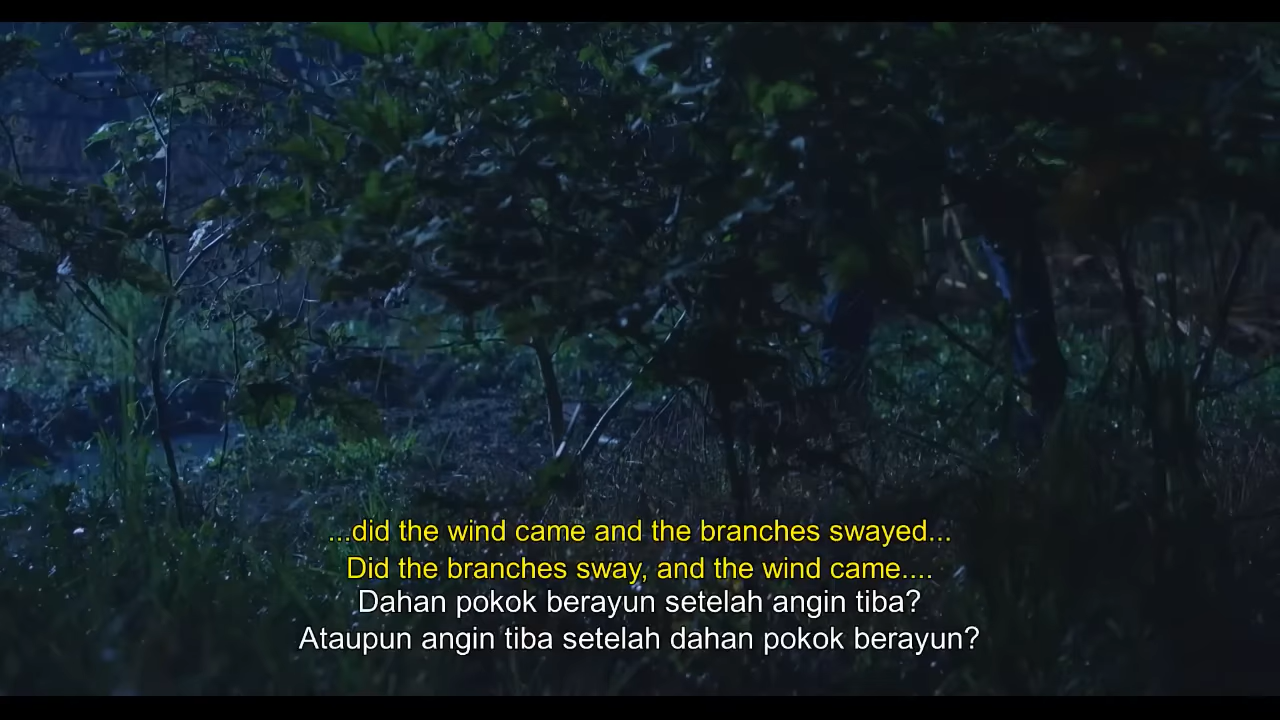 ...did the wind came and the branches swayed...
Did the branches sway, and the wind came....
Dahan pokok berayun setelah angin tiba?
Ataupun angin tiba setelah dahan pokok berayun?